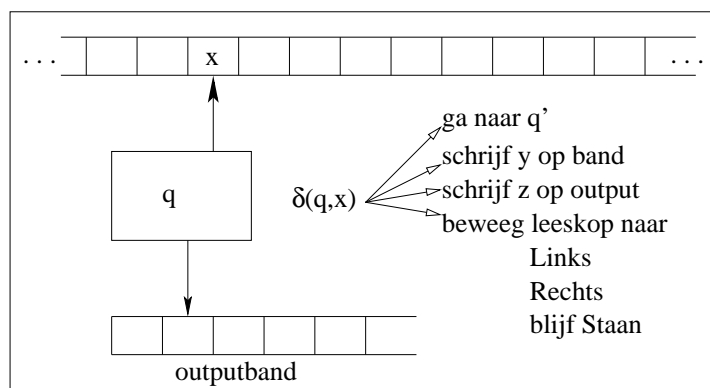 ... x ...
ga naar q’
schrijf y op band
q δ(q,x) schrijf z op output
beweeg leeskop naar
Links
Rechts
blijf Staan
outputband